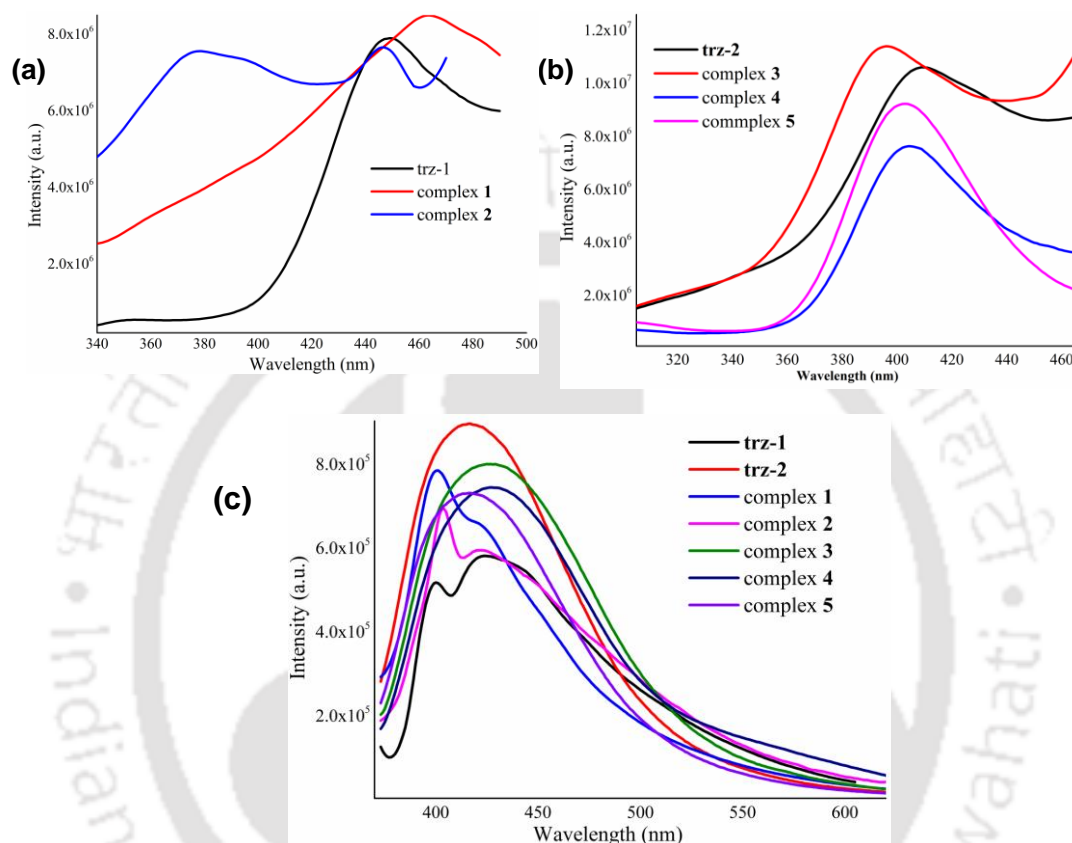 (a)
8.0x10⁶
6.0x10⁶
4.0x10⁶
2.0x10⁶
Intensity (a.u.)
trz-1
complex 1
complex 2
340 360 380 400 420 440 460 480 500
Wavelength (nm)
(b)
1.2x10⁷
1.0x10⁷
8.0x10⁶
6.0x10⁶
4.0x10⁶
2.0x10⁶
Intensity (a.u.)
trz-2
complex 3
complex 4
commplex 5
320 340 360 380 400 420 440 460
Wavelength (nm)
(c)
8.0x10⁵
6.0x10⁵
4.0x10⁵
2.0x10⁵
Intensity (a.u.)
trz-1
trz-2
complex 1
complex 2
complex 3
complex 4
complex 5
400 450 500 550 600
Wavelength (nm)
Indian
wahati